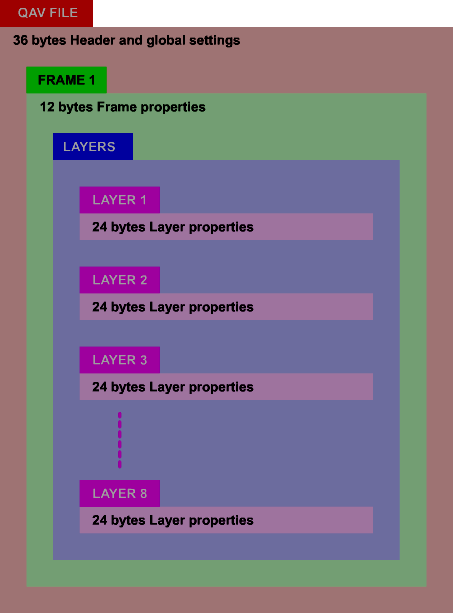 QAV FILE
36 bytes Header and global settings
FRAME 1
12 bytes Frame properties
LAYERS
LAYER 1
24 bytes Layer properties
LAYER 2
24 bytes Layer properties
LAYER 3
24 bytes Layer properties
LAYER 8
24 bytes Layer properties